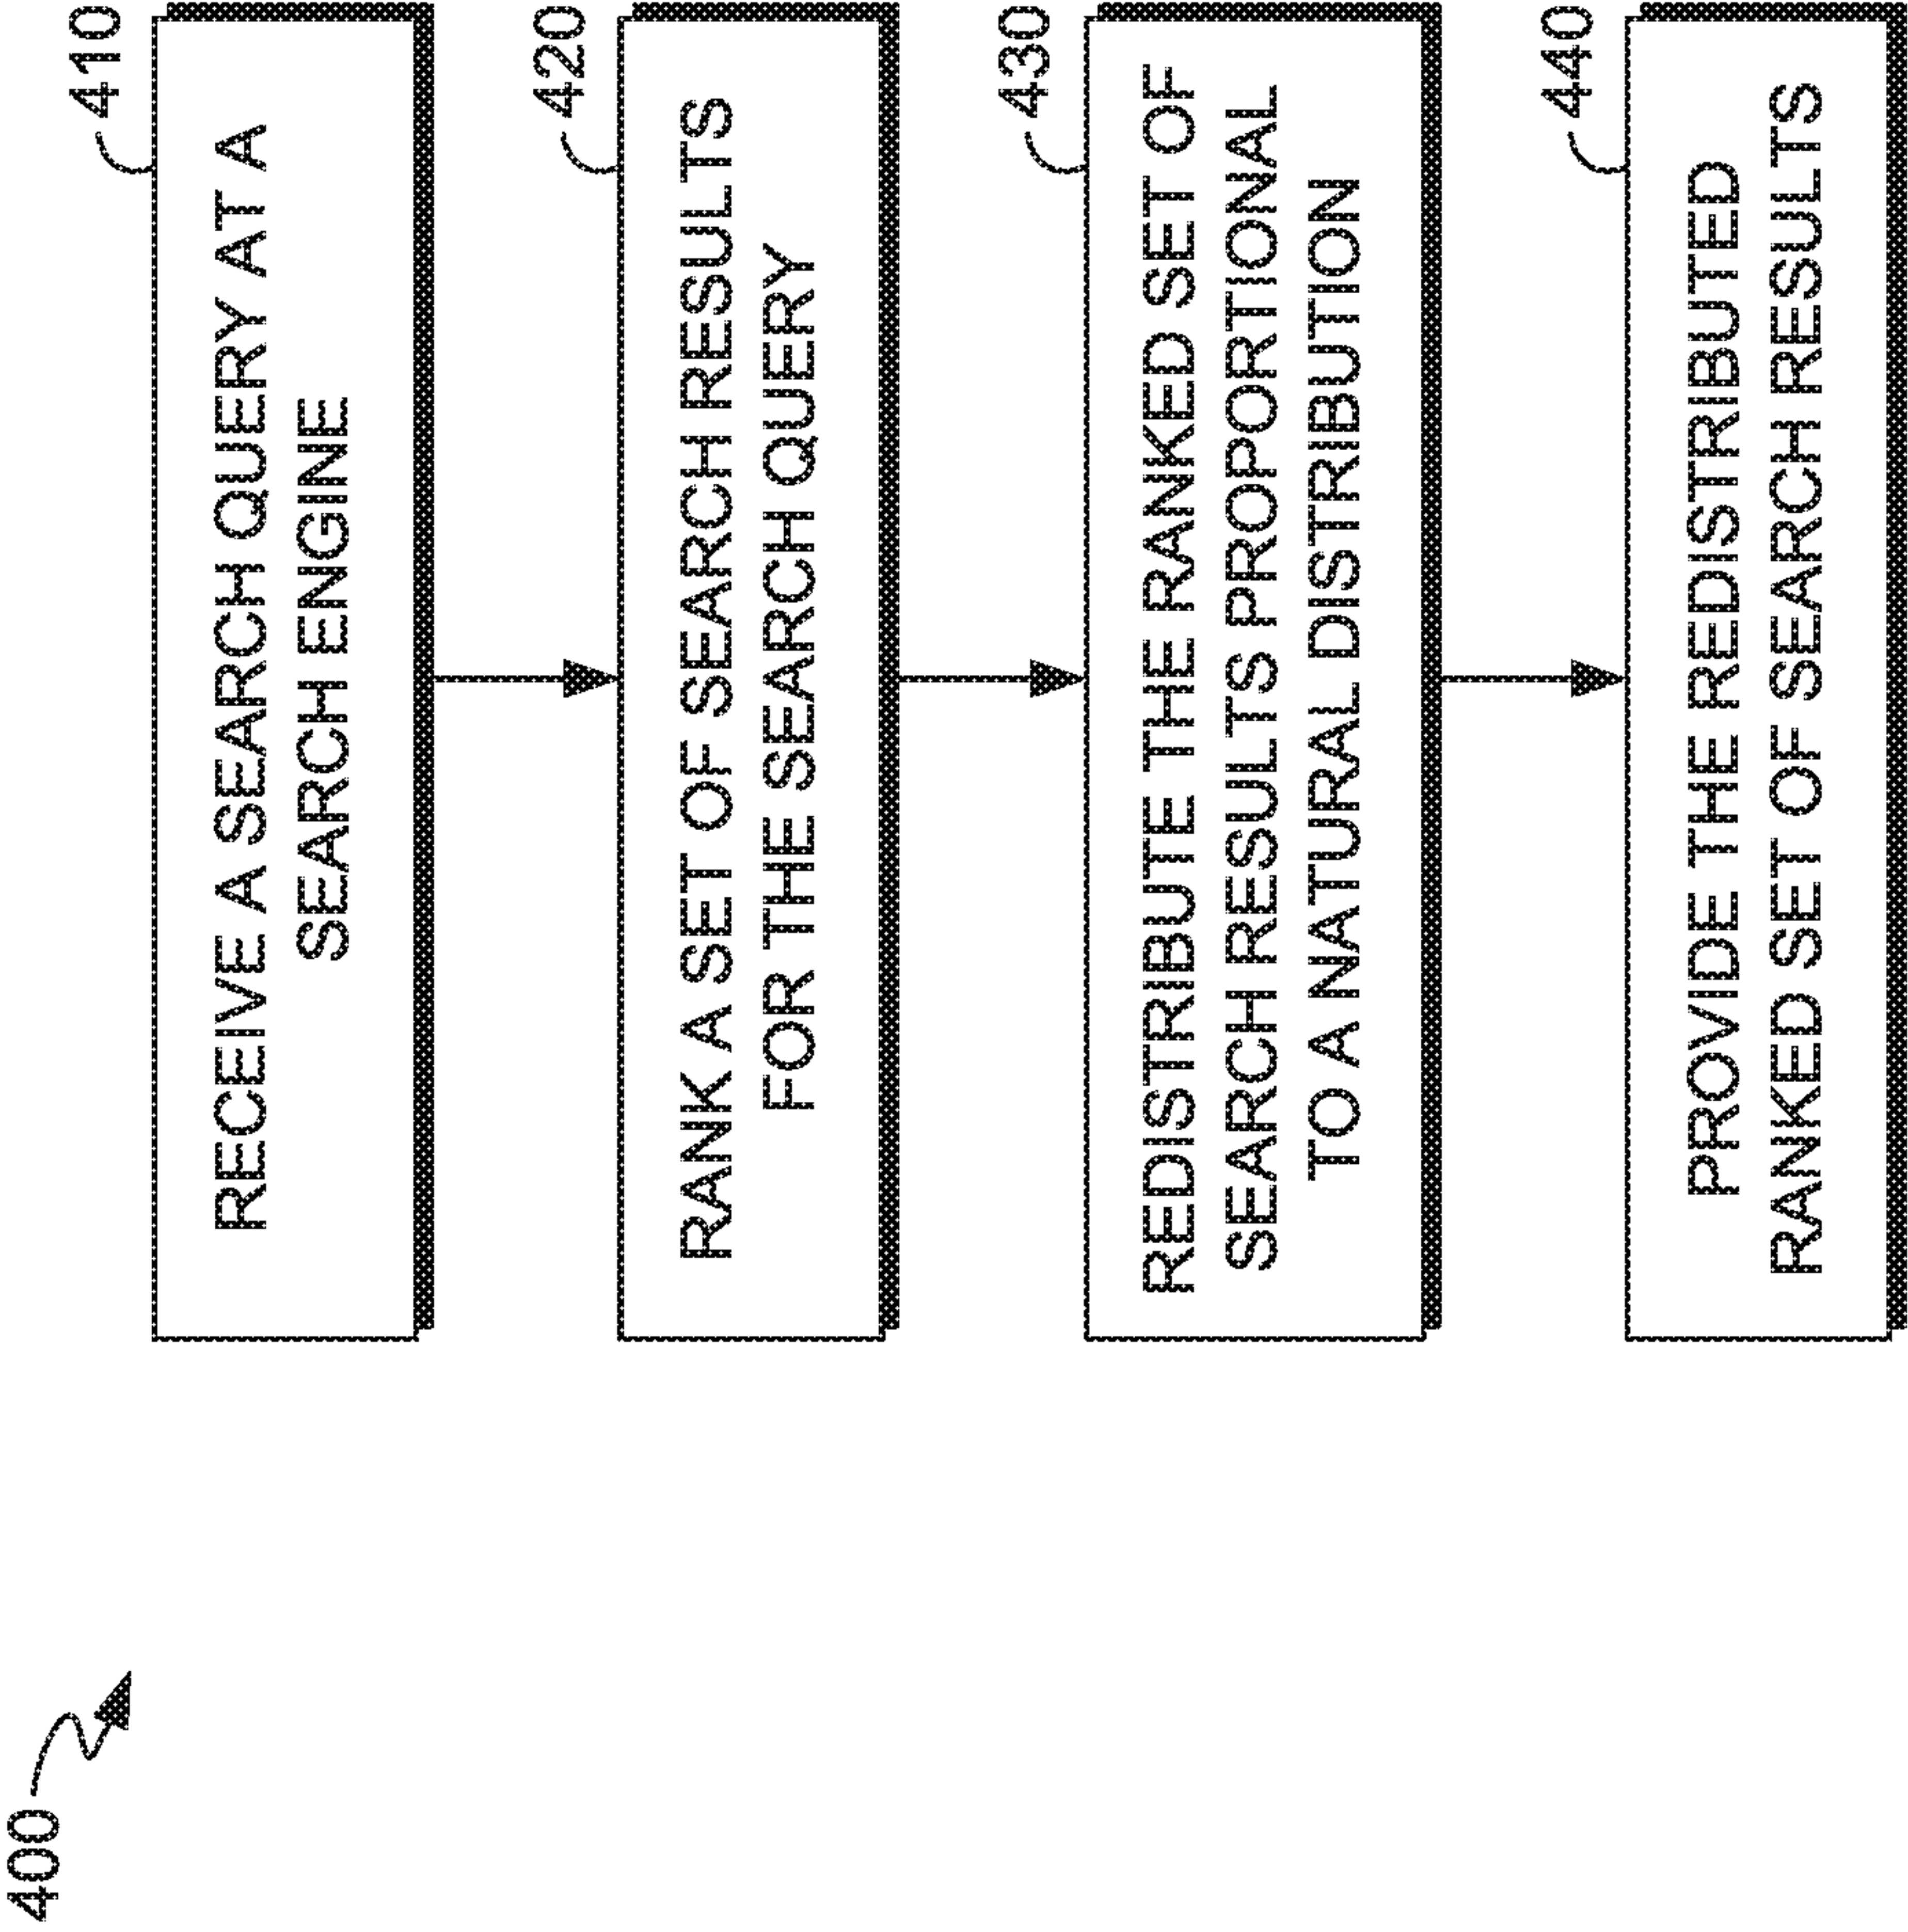 400
410
RECEIVE A SEARCH QUERY AT A
SEARCH ENGINE
420
RANK A SET OF SEARCH RESULTS
FOR THE SEARCH QUERY
430
REDISTRIBUTE THE RANKED SET OF
SEARCH RESULTS PROPORTIONAL
TO A NATURAL DISTRIBUTION
440
PROVIDE THE REDISTRIBUTED
RANKED SET OF SEARCH RESULTS